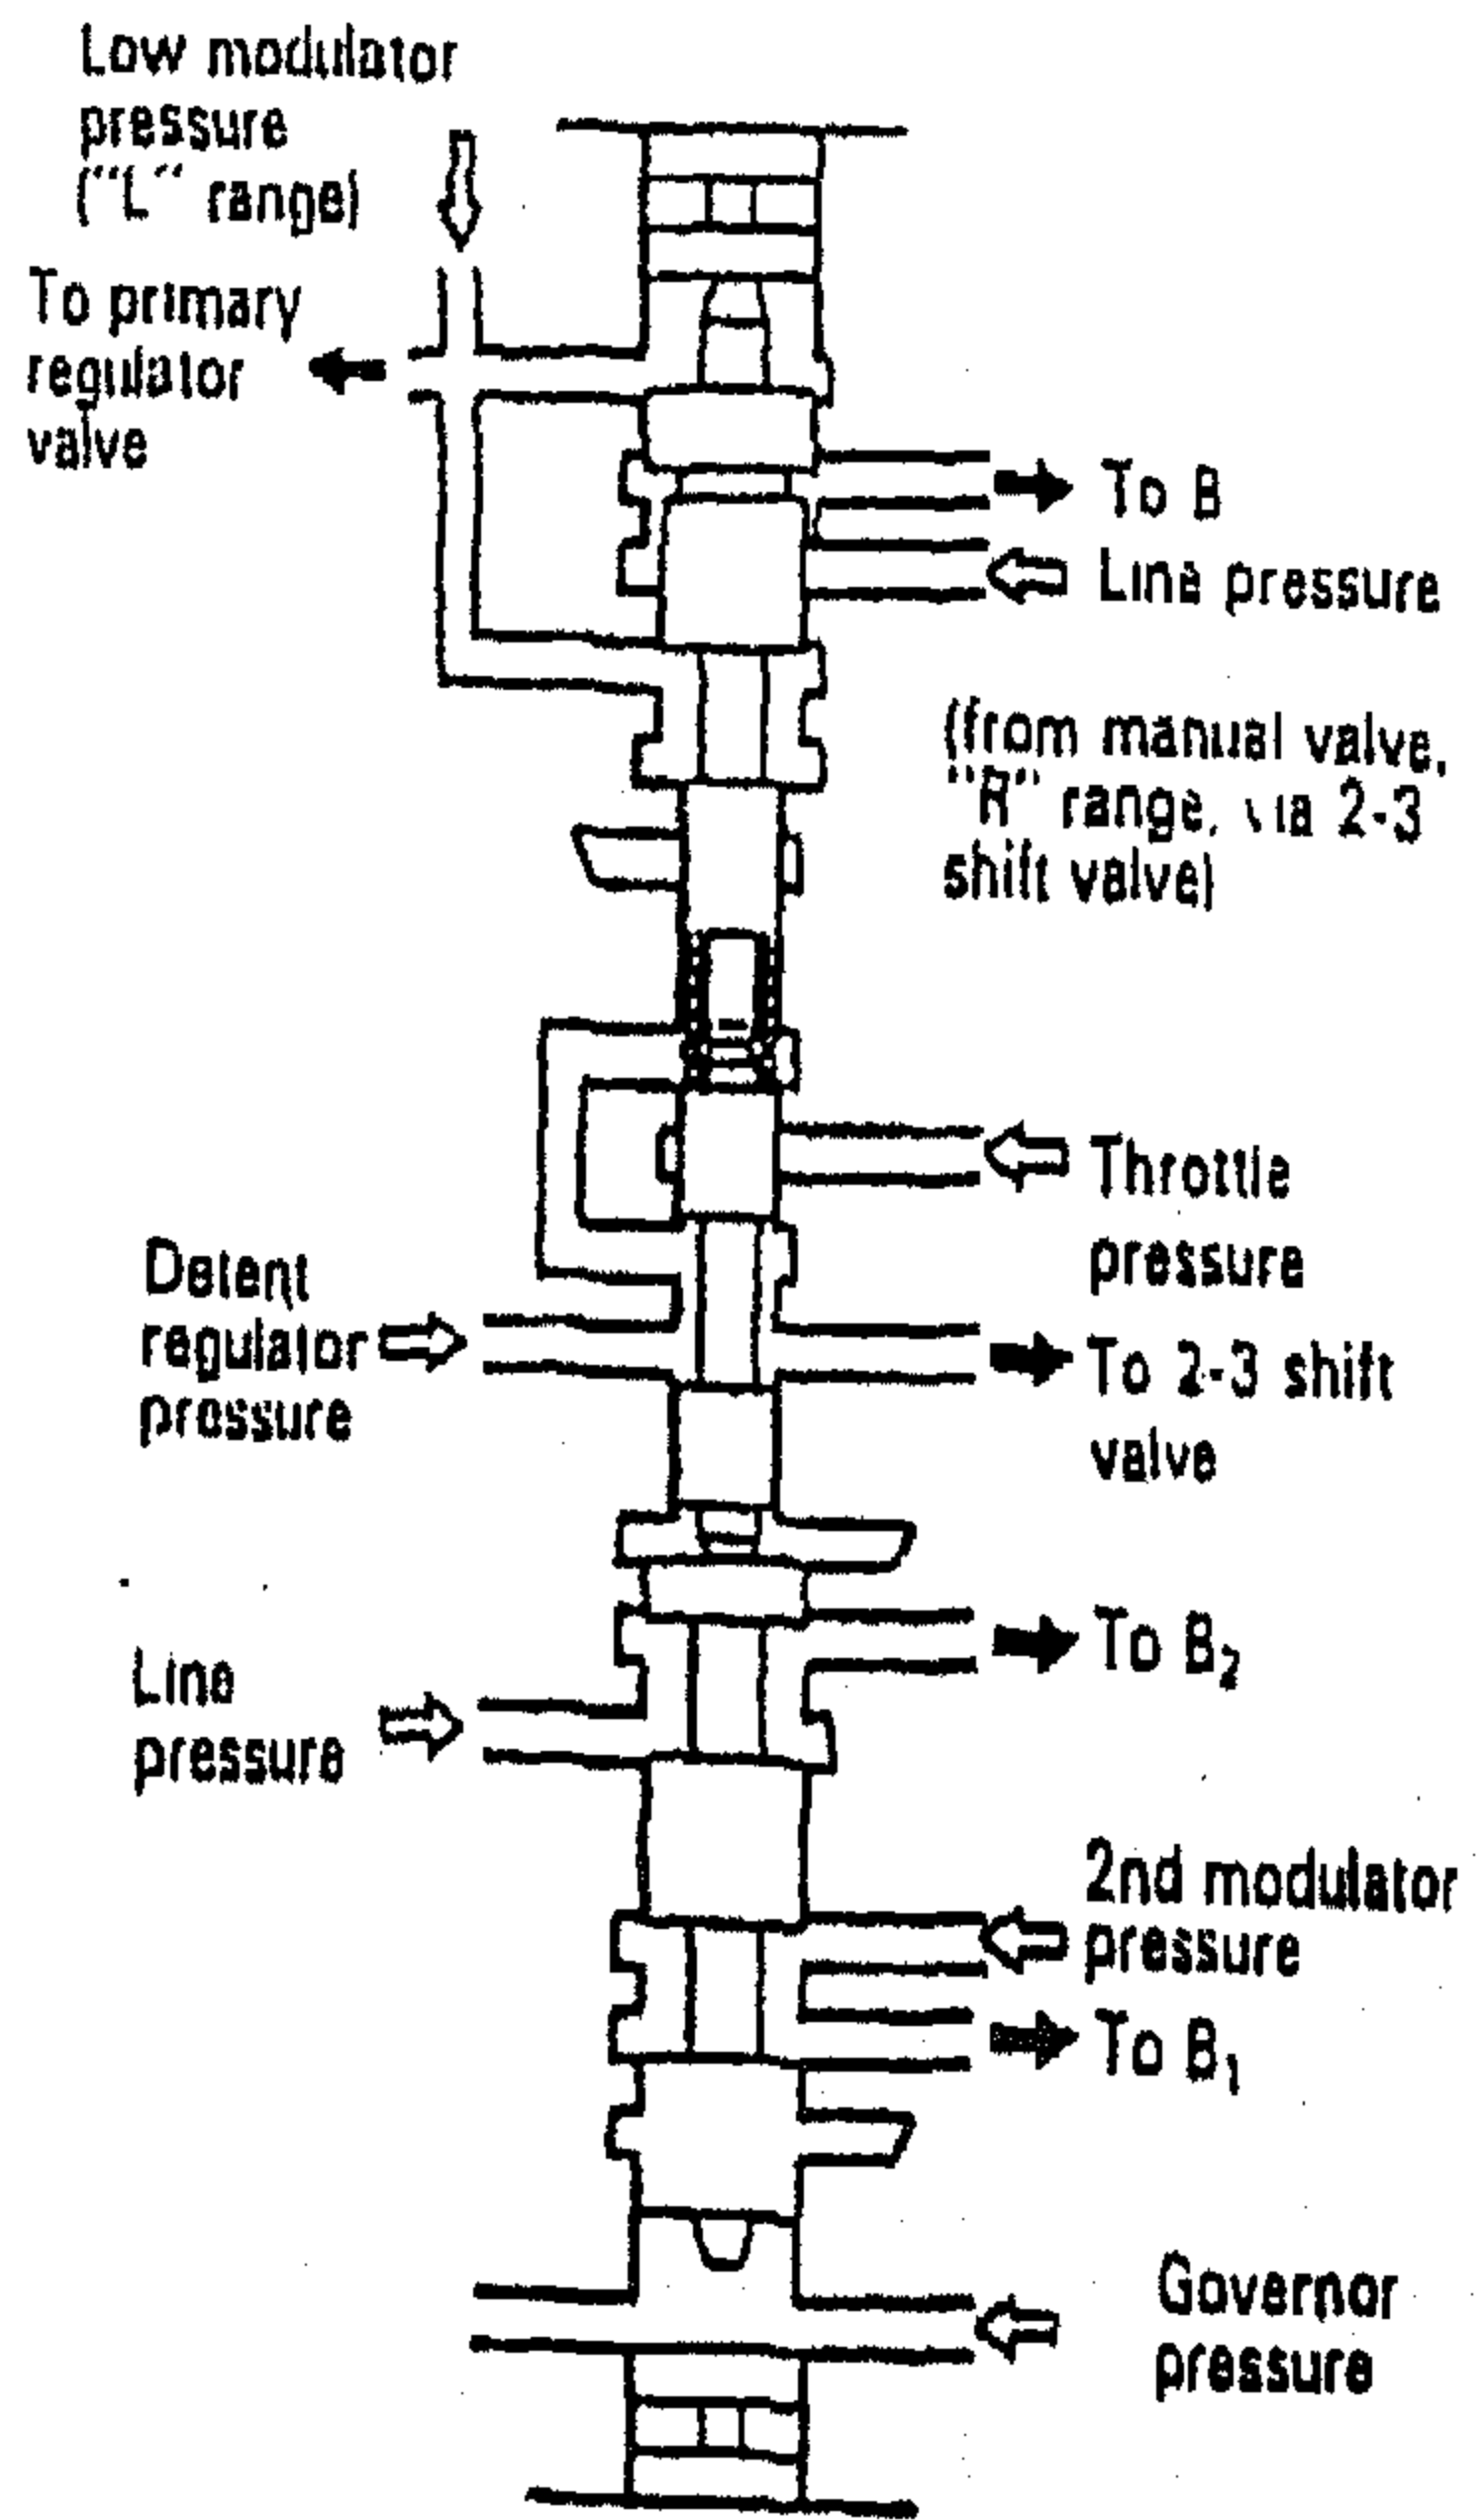 Low modulator
pressure
("L" range)
To primary
regulator
valve
To B
Line pressure
(from manual valve,
"R" range, via 2-3
shift valve)
Throttle
pressure
Detent
regulator
pressure
To 2-3 shift
valve
To B2
Line
pressure
2nd modulator
pressure
To B1
Governor
pressure